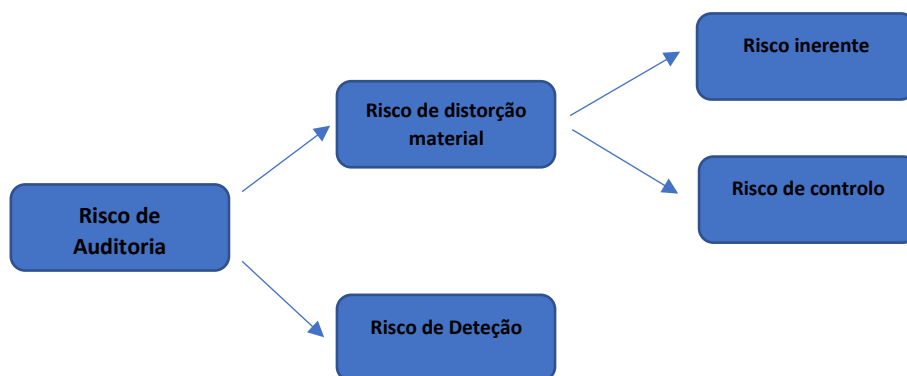 Risco inerente
Risco de distorção
material
Risco de controlo
Risco de
Auditoria
Risco de Deteção